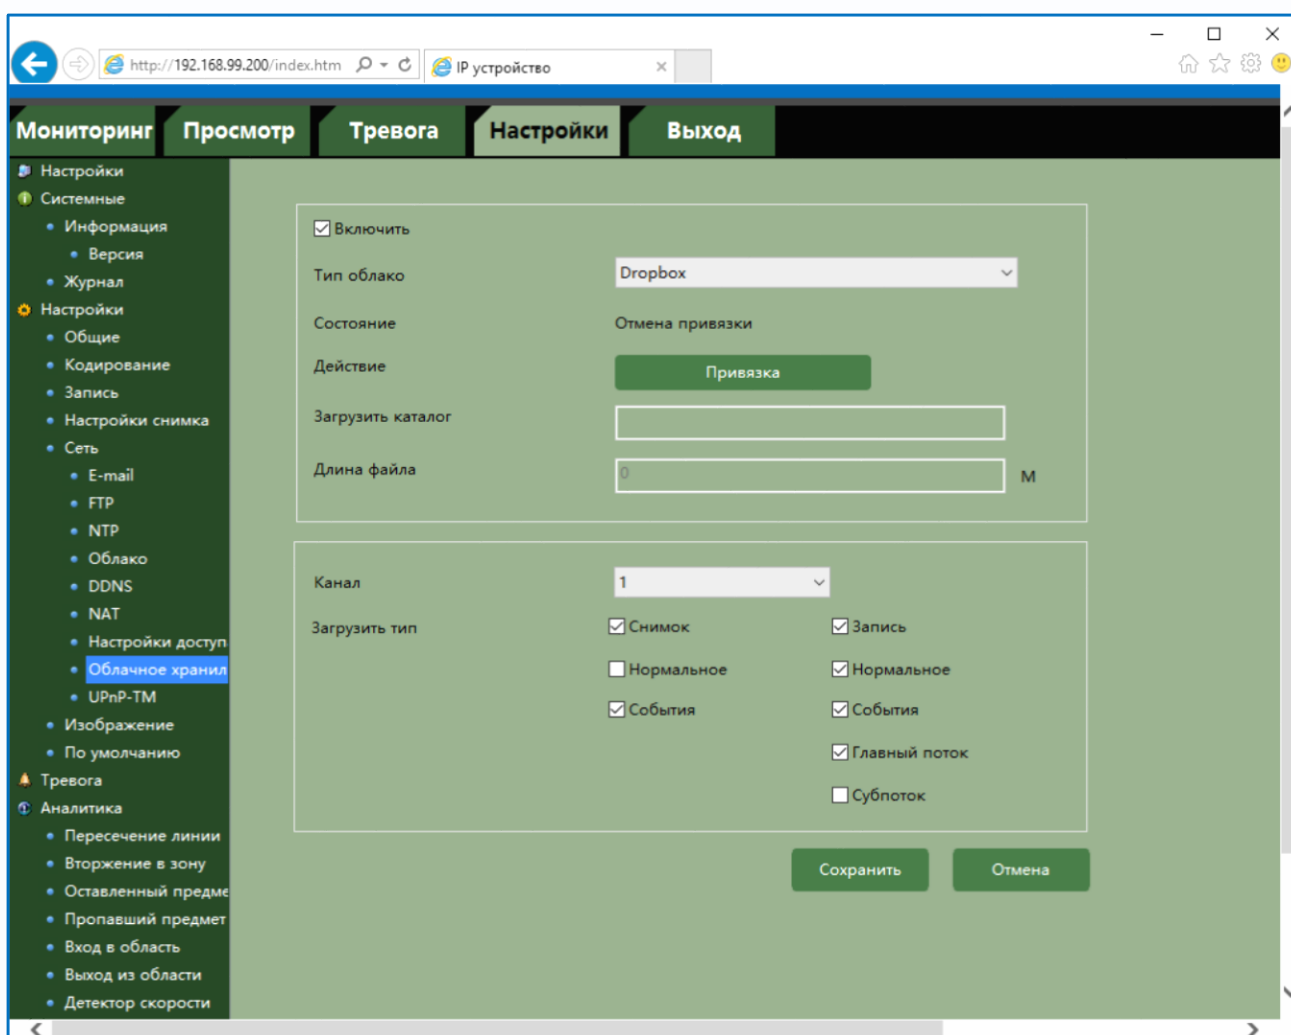 http://192.168.99.200/index.htm
IP устройство
Мониторинг Просмотр Тревога Настройки Выход
Настройки
Системные
Информация
Версия
Журнал
Настройки
Общие
Кодирование
Запись
Настройки снимка
Сеть
E-mail
FTP
NTP
Облако
DDNS
NAT
Настройки доступ
Облачное хранил
UPnP-TM
Изображение
По умолчанию
Тревога
Аналитика
Пересечение линии
Вторжение в зону
Оставленный предме
Пропавший предмет
Вход в область
Выход из области
Детектор скорости
Включить
Тип облако Dropbox
Состояние Отмена привязки
Действие Привязка
Загрузить каталог
Длина файла 0 М
Канал 1
Загрузить тип Снимок Запись
Нормальное Нормальное
События События
Главный поток
Субпоток
Сохранить Отмена